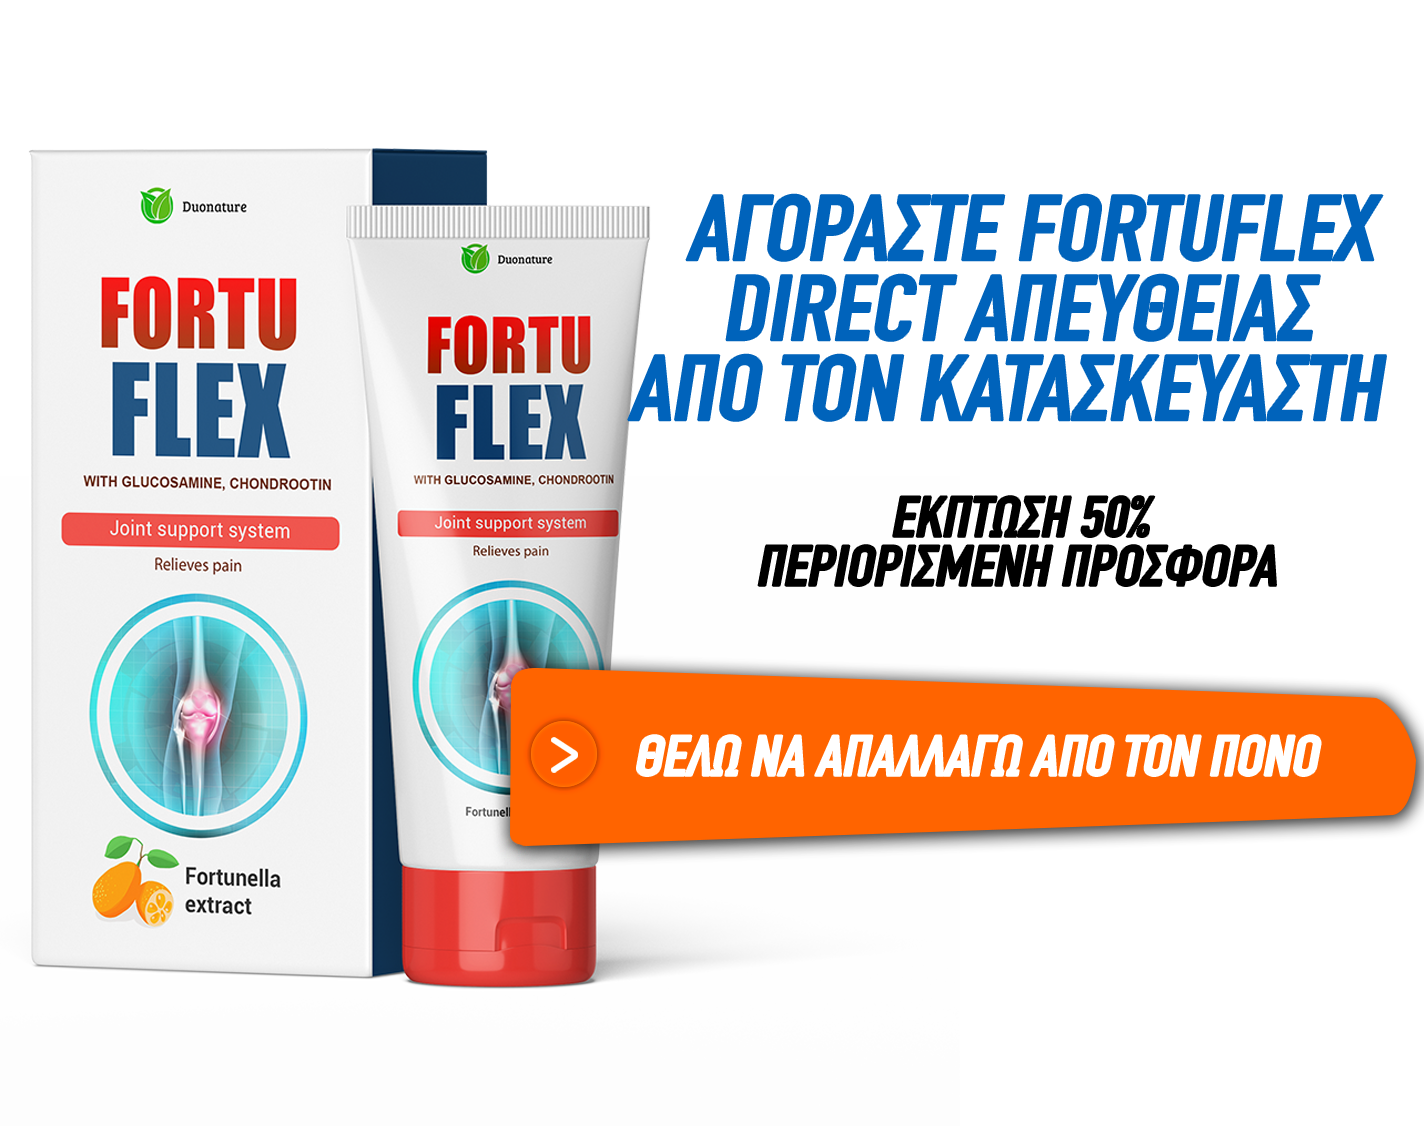 Duonature
FORTU
FLEX
WITH GLUCOSAMINE, CHONDROOTIN
Joint support system
Relieves pain
Fortunella
extract
Duonature
FORTU
FLEX
WITH GLUCOSAMINE, CHONDROOTIN
Joint support system
Relieves pain
ΑΓΟΡΑΣΤΕ FORTUFLEX
DIRECT ΑΠΕΥΘΕΙΑΣ
ΑΠΟ ΤΟΝ ΚΑΤΑΣΚΕΥΑΣΤΗ
ΕΚΠΤΩΣΗ 50%
ΠΕΡΙΟΡΙΣΜΕΝΗ ΠΡΟΣΦΟΡΑ
ΘΕΛΩ ΝΑ ΑΠΑΛΛΑΓΩ ΑΠΟ ΤΟΝ ΠΟΝΟ